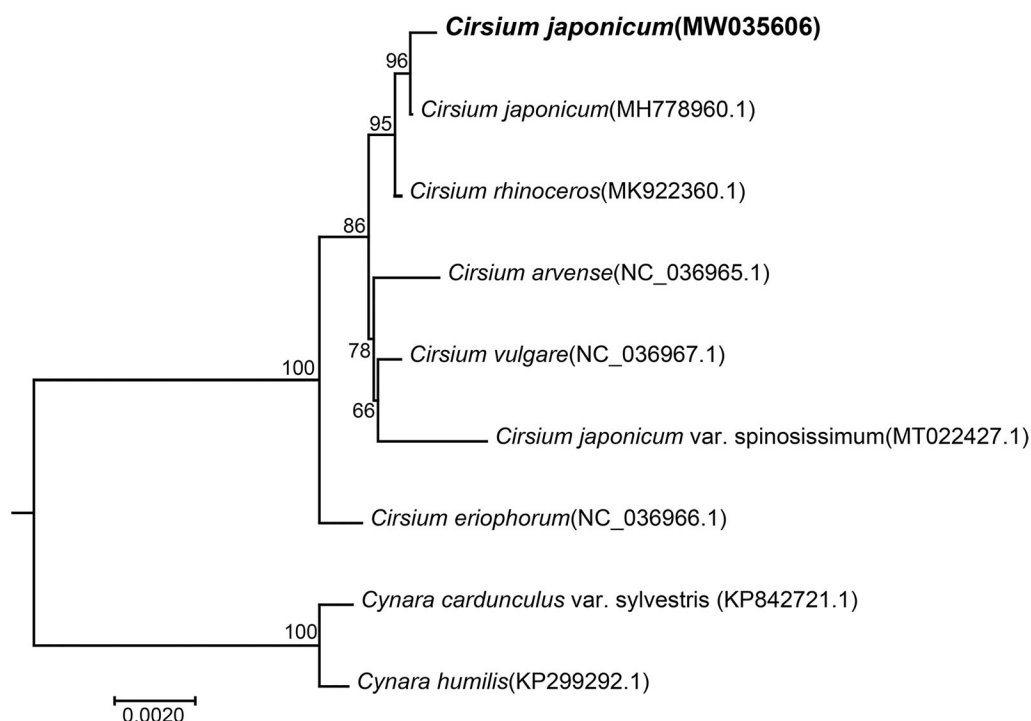 Cirsium japonicum(MW035606)
96
Cirsium japonicum(MH778960.1)
95
Cirsium rhinoceros(MK922360.1)
86
Cirsium arvense(NC_036965.1)
78
Cirsium vulgare(NC_036967.1)
100
66
Cirsium japonicum var. spinosissimum(MT022427.1)
Cirsium eriophorum(NC_036966.1)
Cynara cardunculus var. sylvestris (KP842721.1)
100
Cynara humilis(KP299292.1)
0.0020